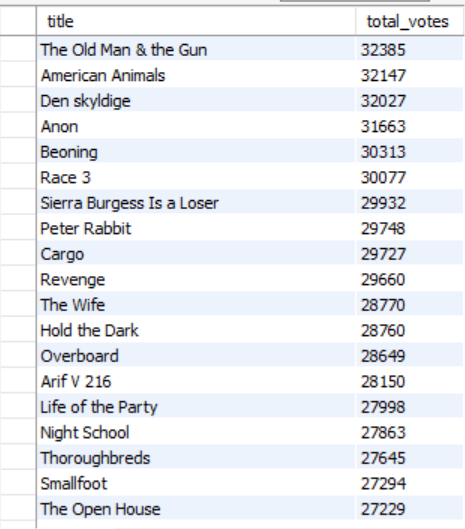 title total_votes
The Old Man & the Gun 32385
American Animals 32147
Den skyldige 32027
Anon 31663
Beoning 30313
Race 3 30077
Sierra Burgess Is a Loser 29932
Peter Rabbit 29748
Cargo 29727
Revenge 29660
The Wife 28770
Hold the Dark 28760
Overboard 28649
Arif V 216 28150
Life of the Party 27998
Night School 27863
Thoroughbreds 27645
Smallfoot 27294
The Open House 27229